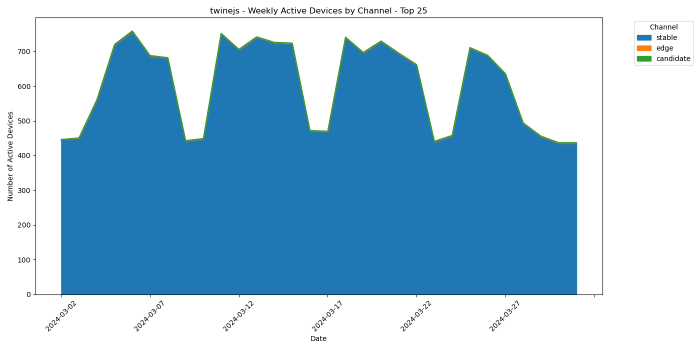 twinejs - Weekly Active Devices by Channel - Top 25
Channel
stable
edge
candidate
Number of Active Devices
700
600
500
400
300
200
100
0
2024-03-02
2024-03-07
2024-03-12
2024-03-17
2024-03-22
2024-03-27
Date